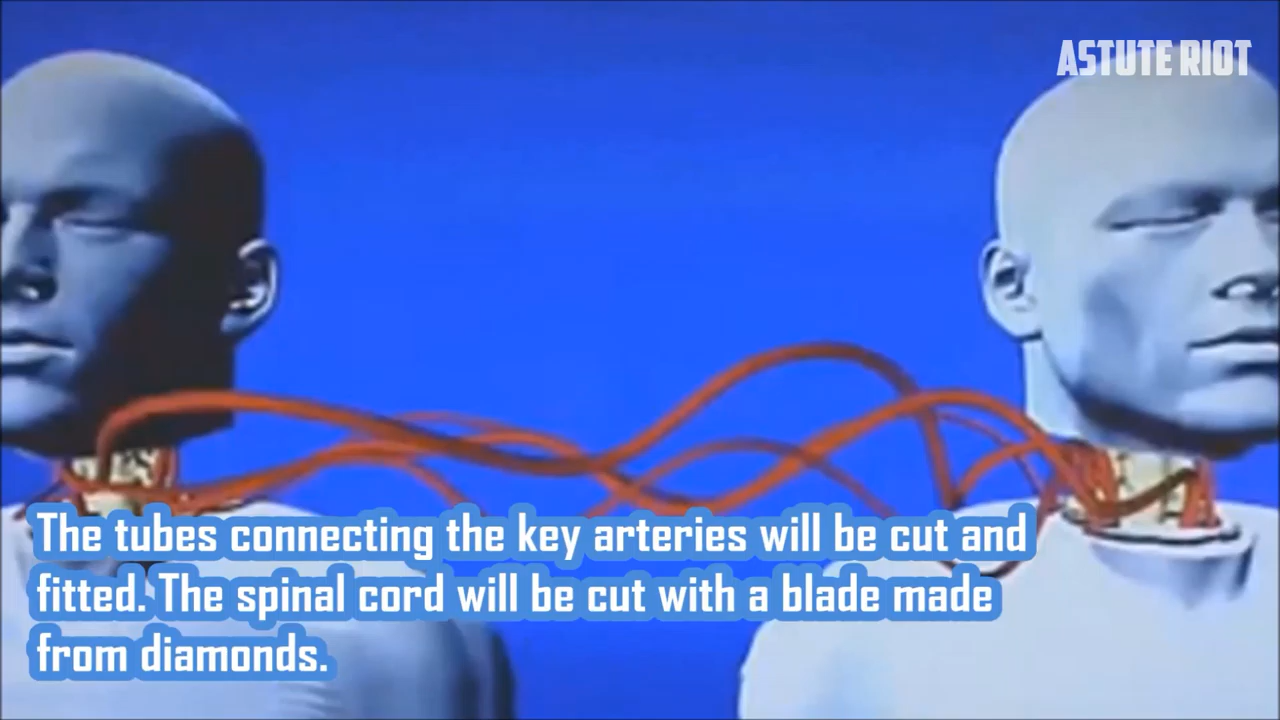 ASTUTE RIOT
The tubes connecting the key arteries will be cut and
fitted. The spinal cord will be cut with a blade made
from diamonds.